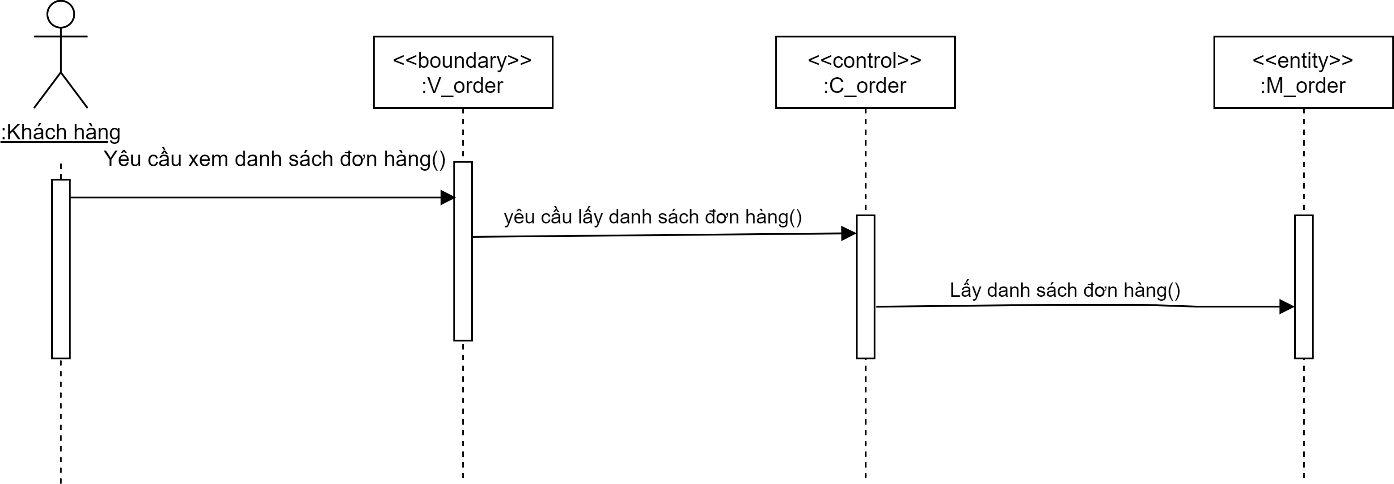 <<boundary>>
:V_order
<<control>>
:C_order
<<entity>>
:M_order
:Khách hàng
Yêu cầu xem danh sách đơn hàng()
yêu cầu lấy danh sách đơn hàng()
Lấy danh sách đơn hàng()